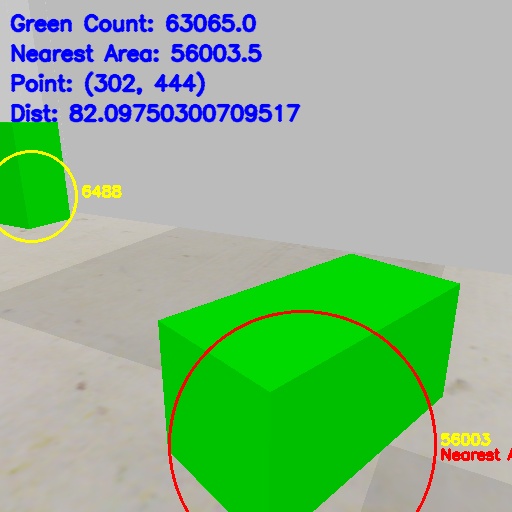 Green Count: 63065.0
Nearest Area: 56003.5
Point: (302, 444)
Dist: 82.09750300709517
6488
56003
Nearest A